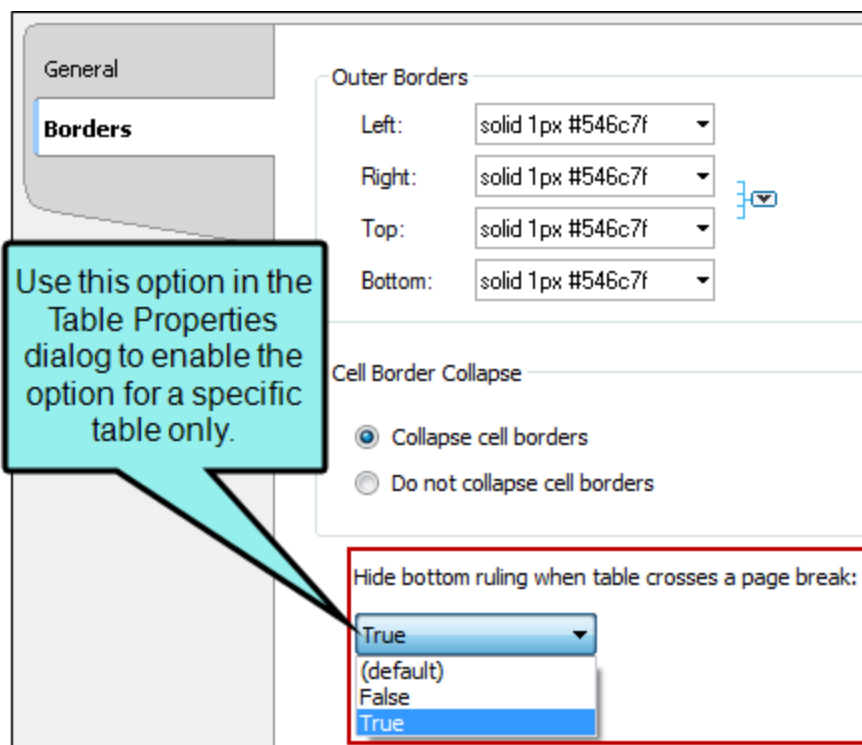 General
Borders
Outer Borders
Left: solid 1px #546c7f
Right: solid 1px #546c7f
Top: solid 1px #546c7f
Bottom: solid 1px #546c7f
Use this option in the
Table Properties
dialog to enable the
option for a specific
table only.
Cell Border Collapse
Collapse cell borders
Do not collapse cell borders
Hide bottom ruling when table crosses a page break:
True
(default)
False
True